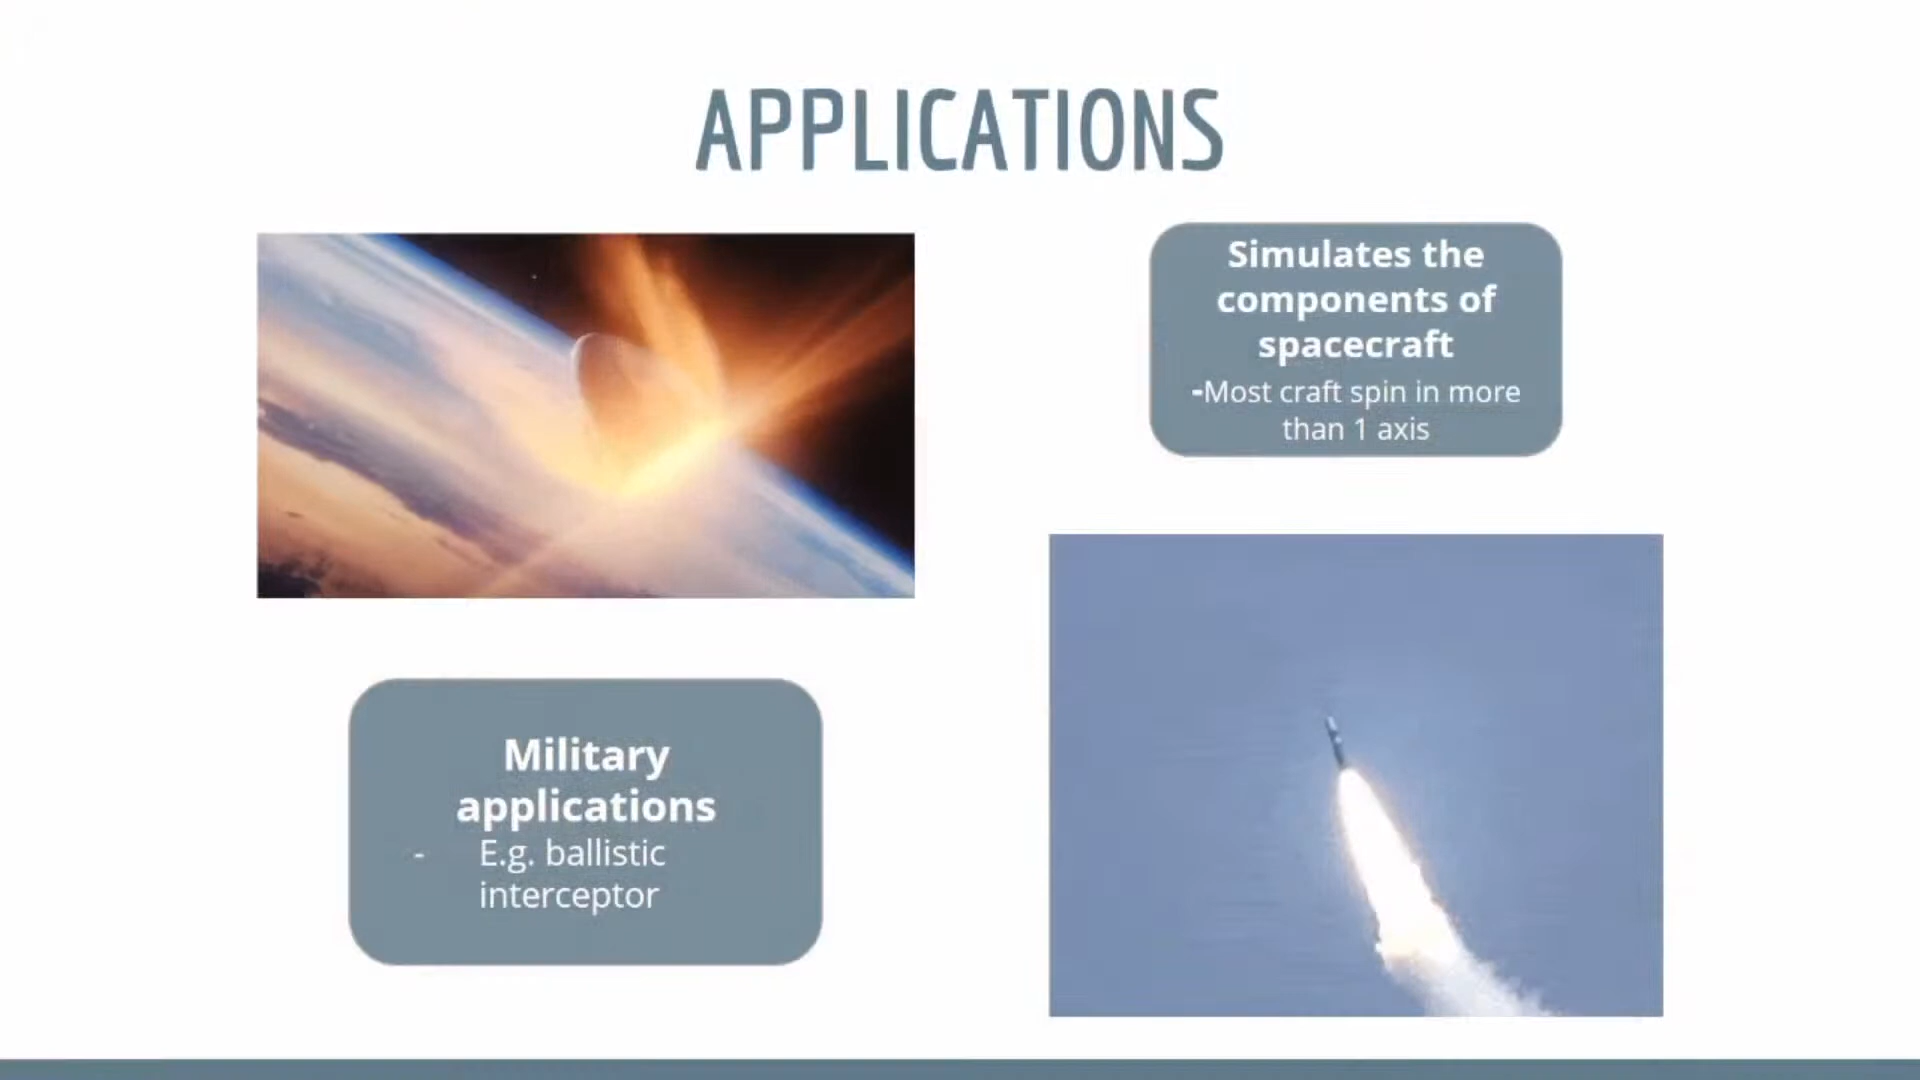 APPLICATIONS
Simulates the
components of
spacecraft
-Most craft spin in more
than 1 axis
Military
applications
- E.g. ballistic
interceptor